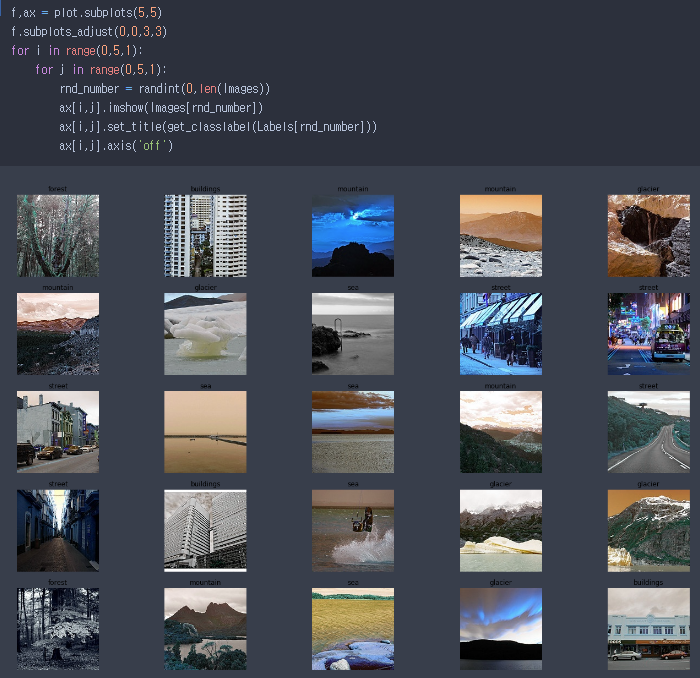 f,ax = plot.subplots(5,5)
f.subplots_adjust(0,0,3,3)
for i in range(0,5,1):
    for j in range(0,5,1):
        rnd_number = randint(0,len(Images))
        ax[i,j].imshow(Images[rnd_number])
        ax[i,j].set_title(get_classlabel(Labels[rnd_number]))
        ax[i,j].axis('off')
forest buildings mountain mountain glacier
mountain glacier sea street street
street sea sea mountain street
street buildings sea glacier glacier
forest mountain sea glacier buildings